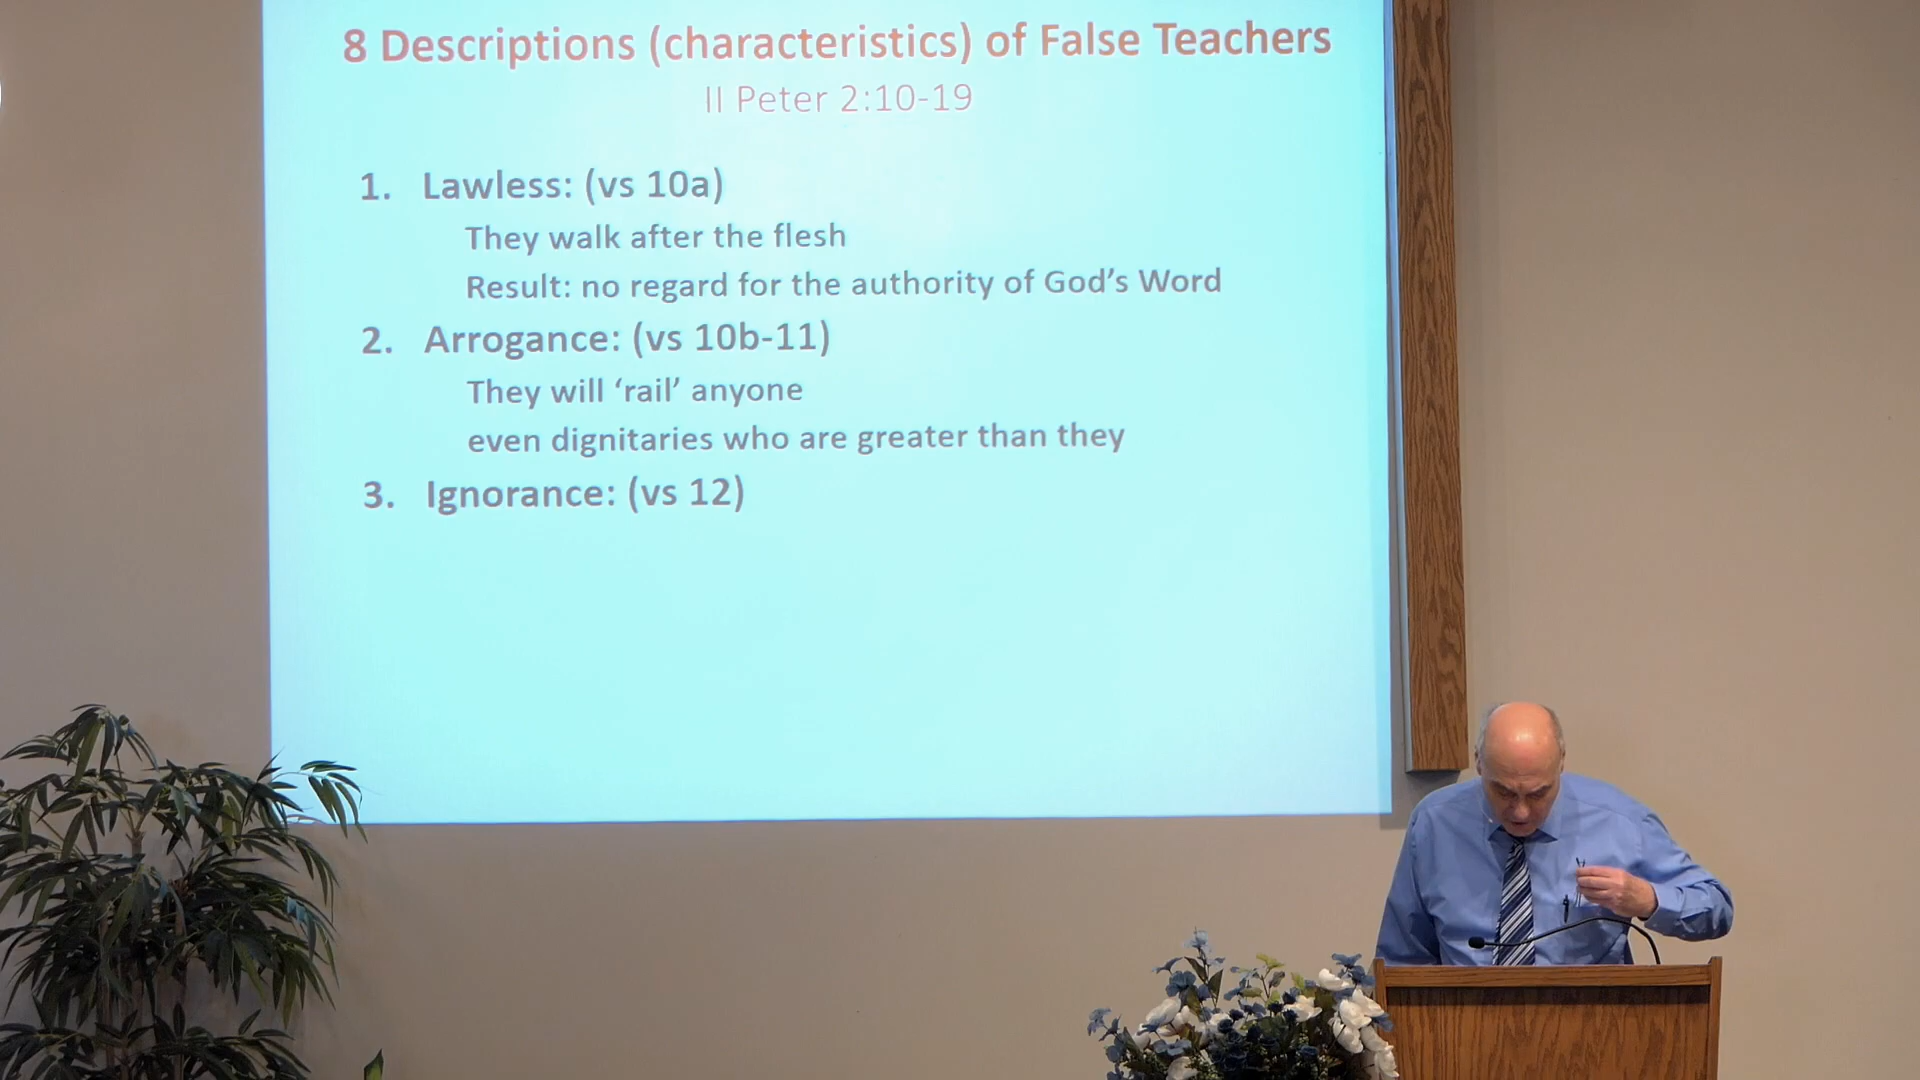 8 Descriptions (characteristics) of False Teachers
II Peter 2:10-19
1. Lawless: (vs 10a)
They walk after the flesh
Result: no regard for the authority of God’s Word
2. Arrogance: (vs 10b-11)
They will ‘rail’ anyone
even dignitaries who are greater than they
3. Ignorance: (vs 12)